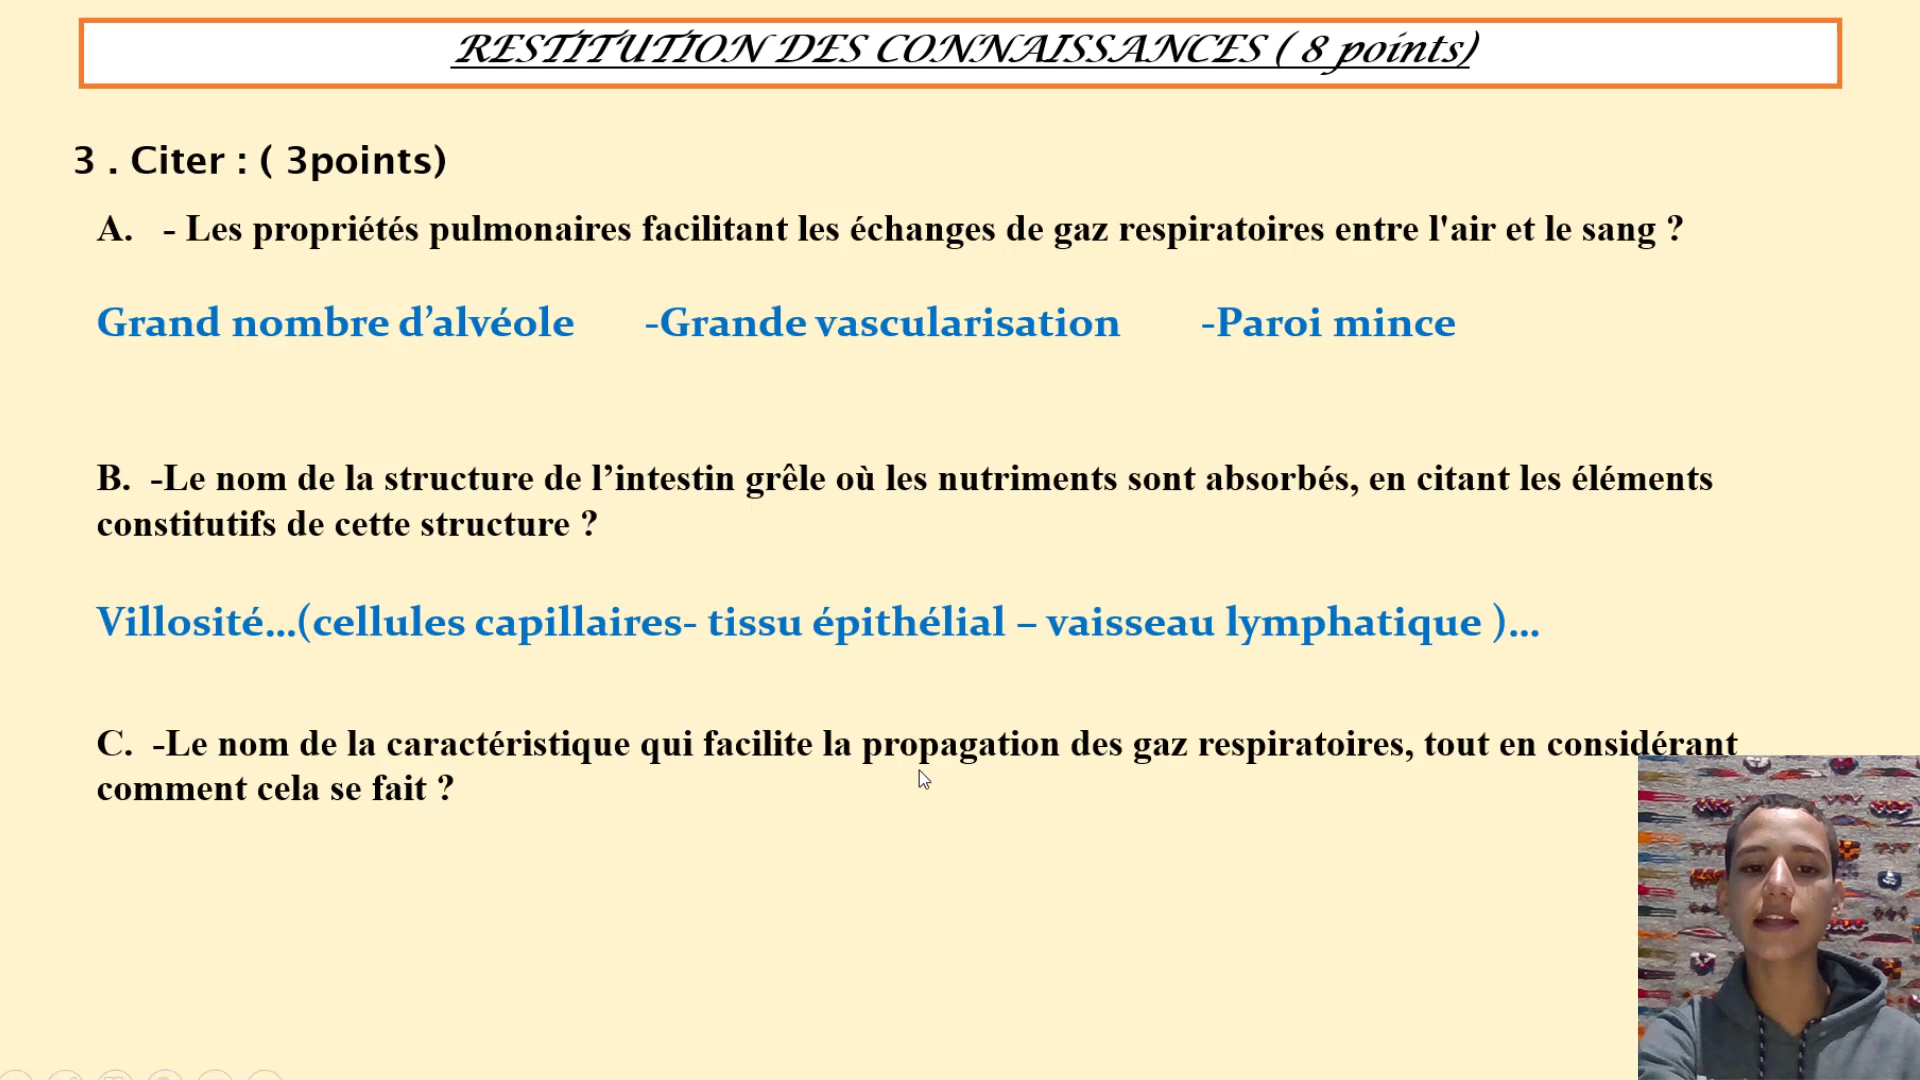 RESTITUTION DES CONNAISSANCES ( 8 points)
3 . Citer : ( 3points)
A. - Les propriétés pulmonaires facilitant les échanges de gaz respiratoires entre l'air et le sang ?
Grand nombre d’alvéole -Grande vascularisation -Paroi mince
B. -Le nom de la structure de l’intestin grêle où les nutriments sont absorbés, en citant les éléments
constitutifs de cette structure ?
Villosité...(cellules capillaires- tissu épithélial – vaisseau lymphatique )...
C. -Le nom de la caractéristique qui facilite la propagation des gaz respiratoires, tout en considérant
comment cela se fait ?